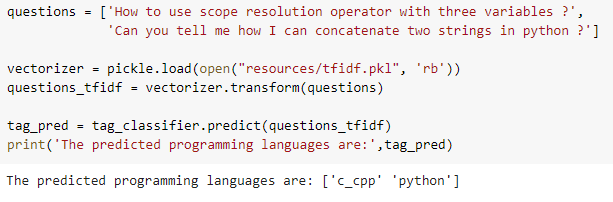 questions = ['How to use scope resolution operator with three variables ?',
'Can you tell me how I can concatenate two strings in python ?']
vectorizer = pickle.load(open("resources/tfidf.pkl", 'rb'))
questions_tfidf = vectorizer.transform(questions)
tag_pred = tag_classifier.predict(questions_tfidf)
print('The predicted programming languages are:',tag_pred)
The predicted programming languages are: ['c_cpp' 'python']